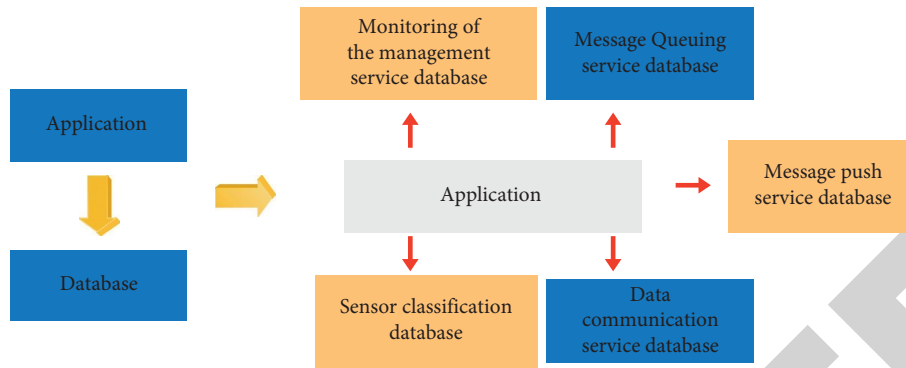 Application
Database
Monitoring of
the management
service database
Message Queuing
service database
Application
Message push
service database
Sensor classification
database
Data
communication
service database